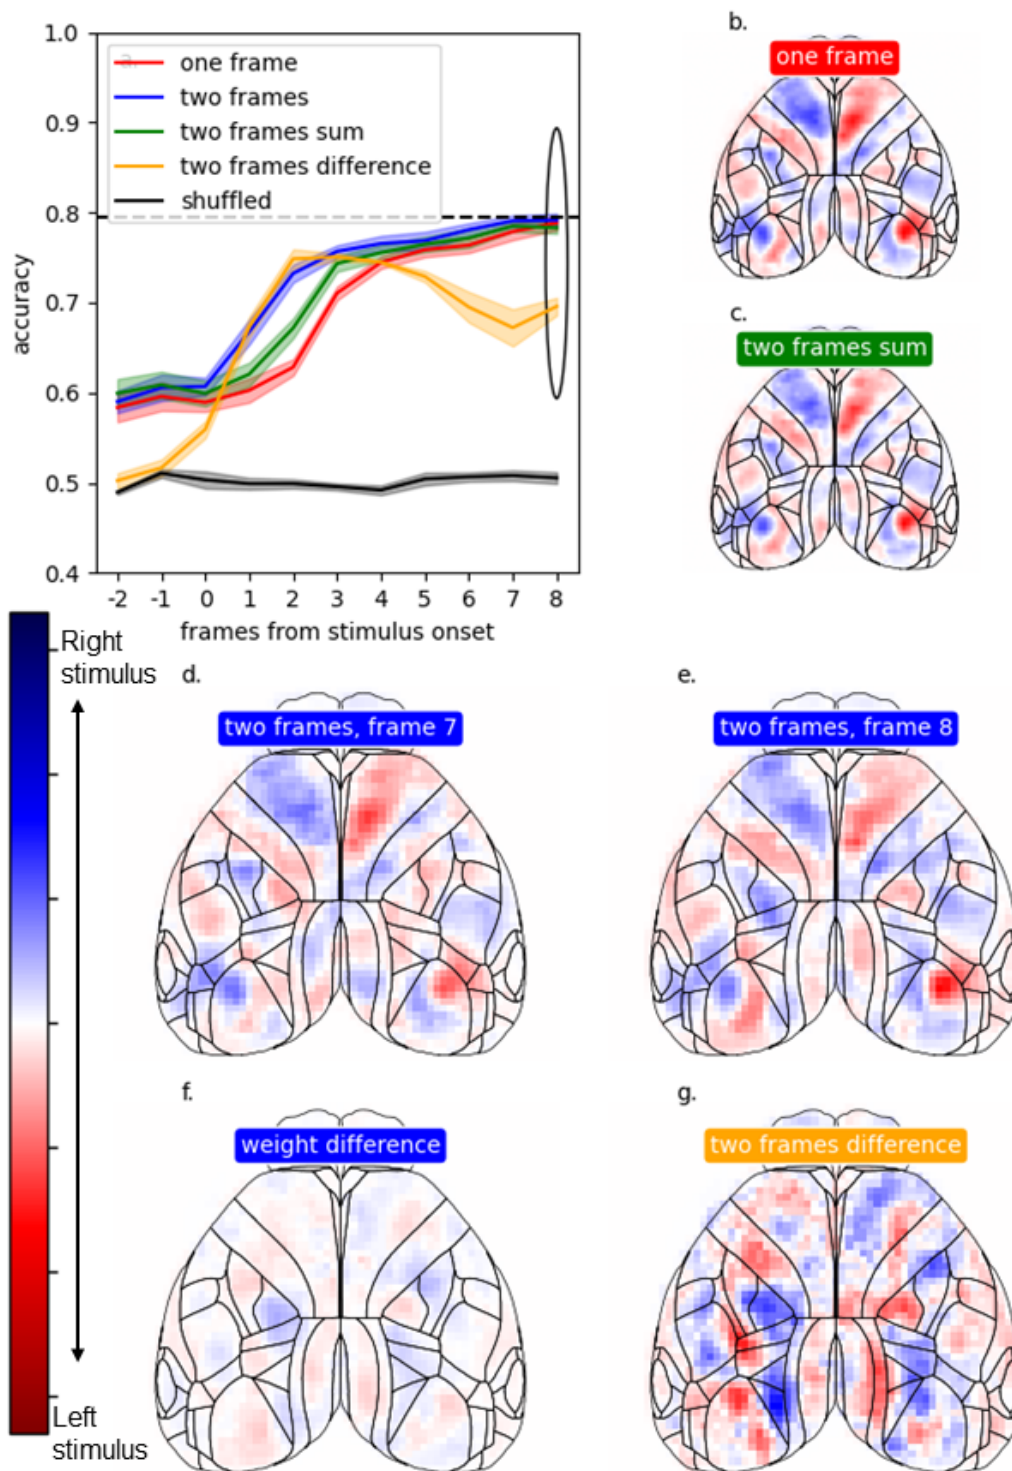 a.
one frame
two frames
two frames sum
two frames difference
shuffled
1.0
0.9
0.8
0.7
0.6
0.5
0.4
accuracy
-2 -1 0 1 2 3 4 5 6 7 8
frames from stimulus onset
b.
one frame
c.
two frames sum
Right
stimulus
Left
stimulus
d.
two frames, frame 7
e.
two frames, frame 8
f.
weight difference
g.
two frames difference